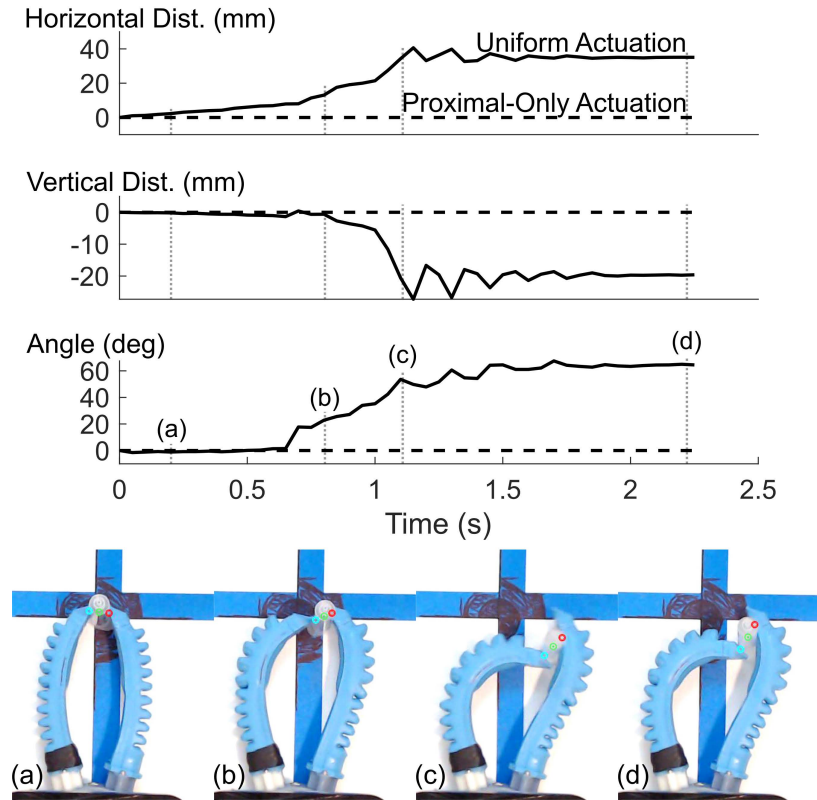 Horizontal Dist. (mm)
40
20
0
Uniform Actuation
Proximal-Only Actuation
Vertical Dist. (mm)
0
-10
-20
Angle (deg)
60
40
20
0
(a)
(b)
(c)
(d)
0 0.5 1 1.5 2 2.5
Time (s)
(a) (b) (c) (d)